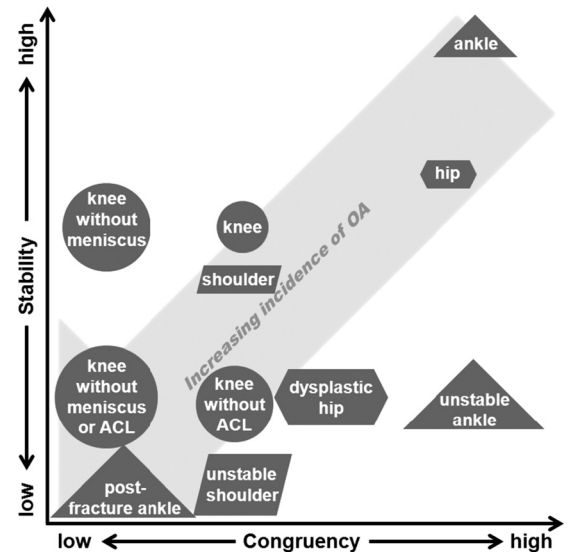 high
Stability
low
ankle
hip
knee
without
meniscus
knee
shoulder
Increasing incidence of OA
knee
without
meniscus
or ACL
knee
without
ACL
dysplastic
hip
unstable
ankle
post-
fracture ankle
unstable
shoulder
low
Congruency
high